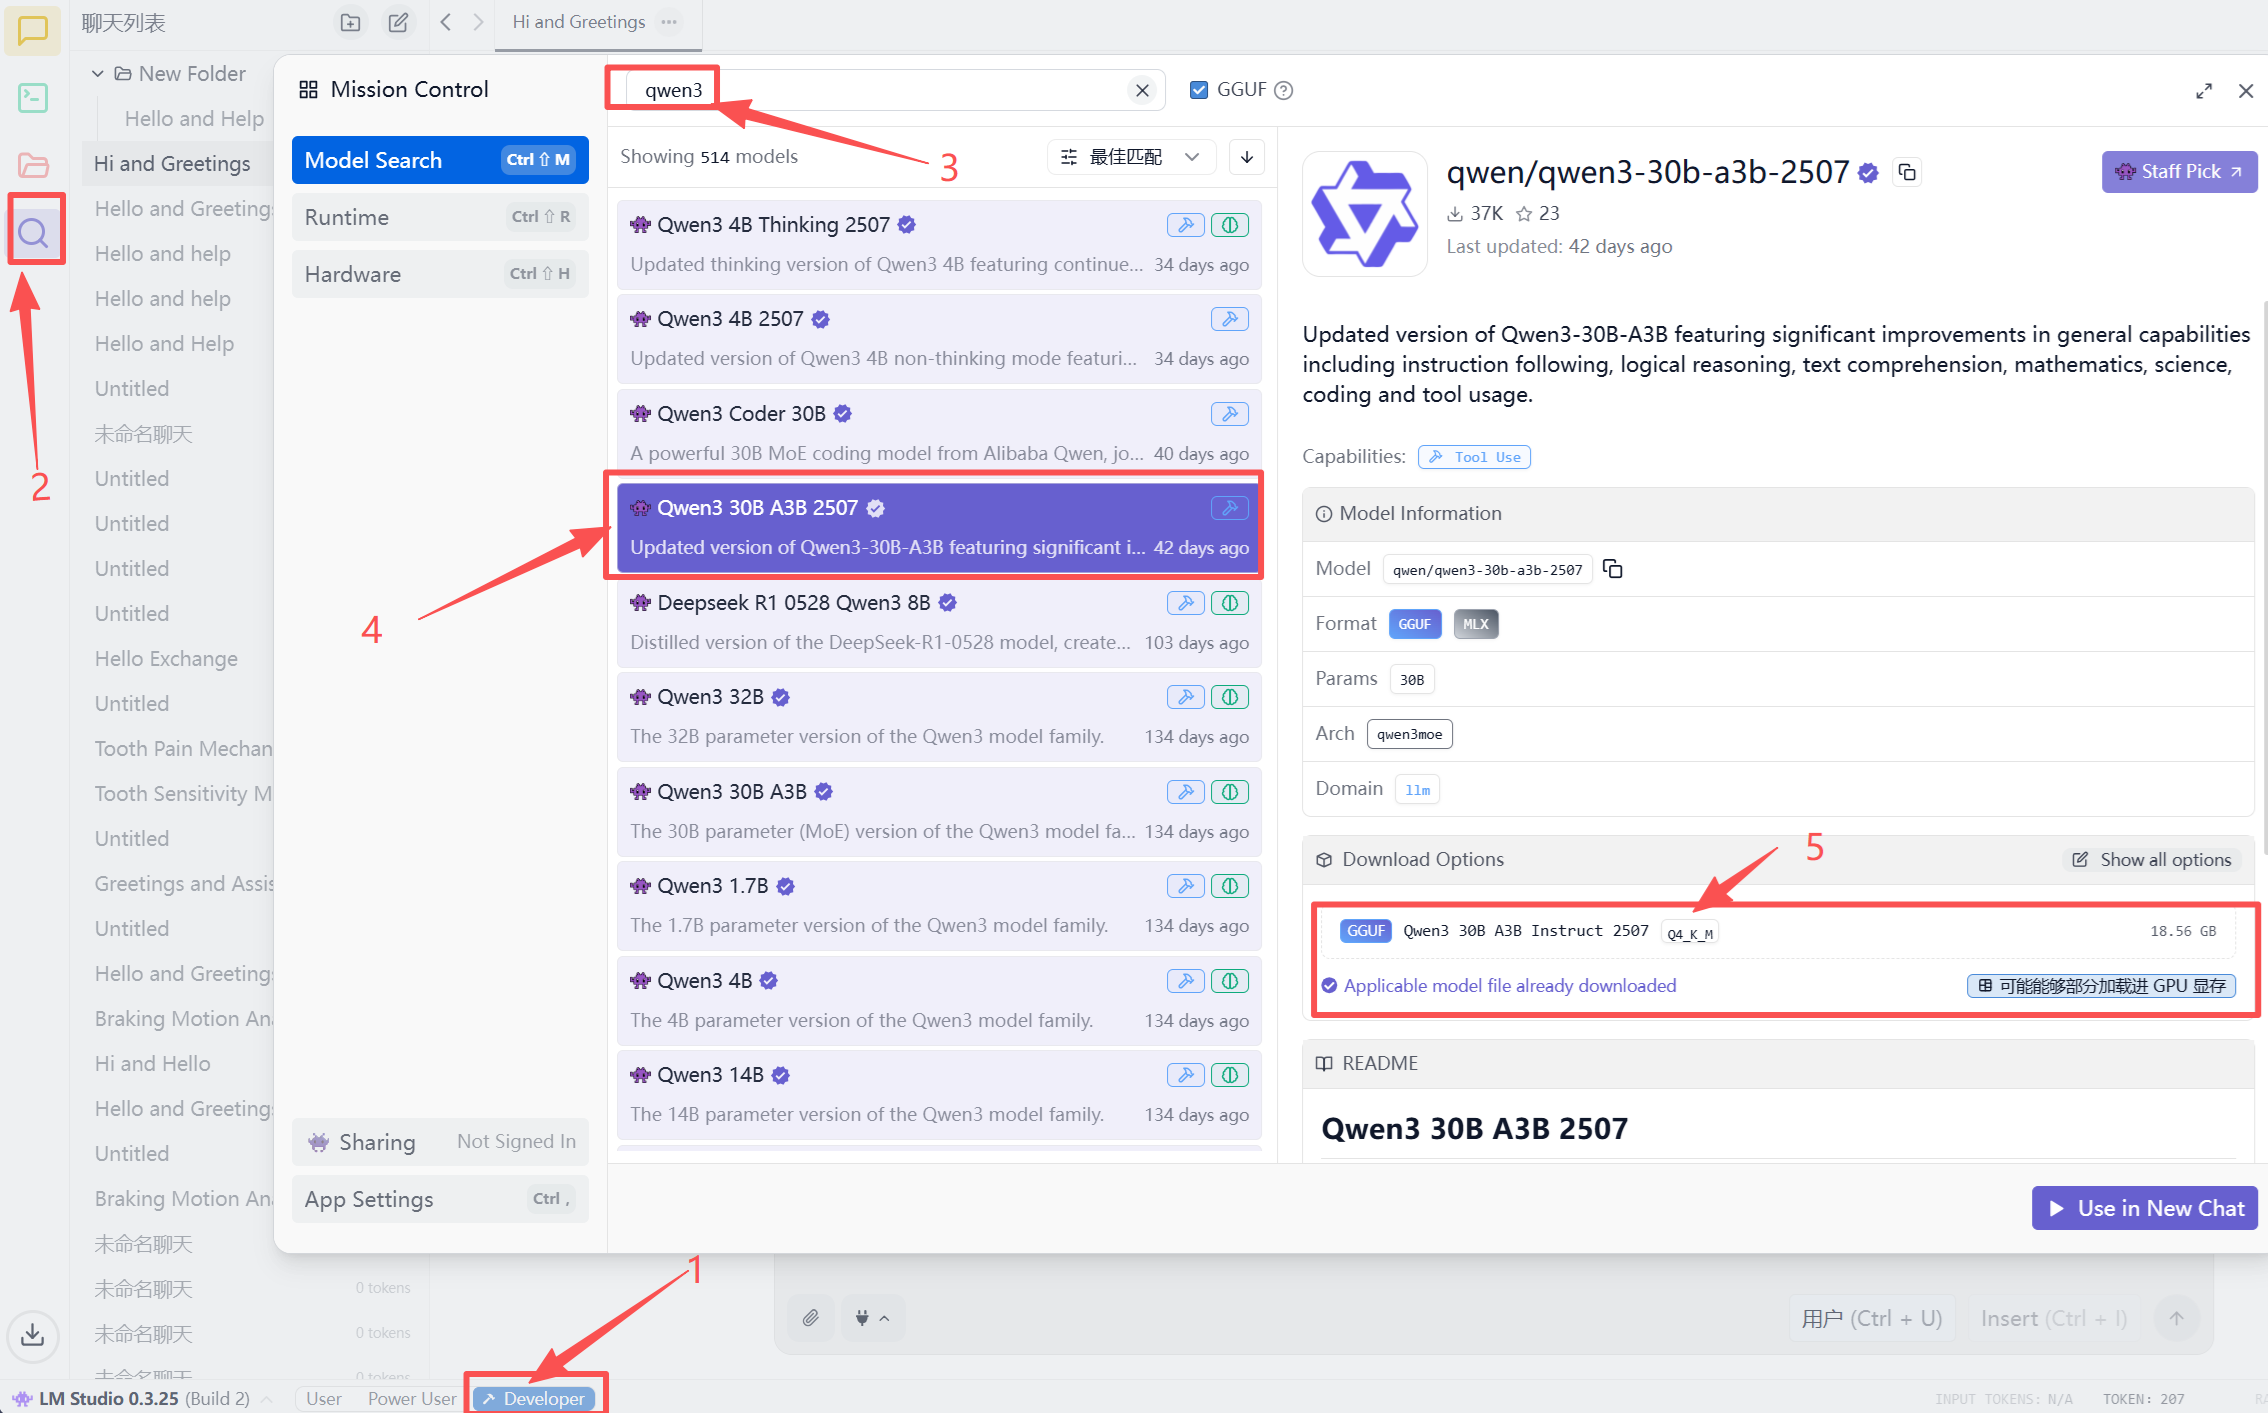 聊天列表
Hi and Greetings
New Folder
Hello and Help
Hi and Greetings
Hello and Greetings
Hello and help
Hello and help
Hello and Help
Untitled
未命名聊天
Untitled
Untitled
Untitled
Untitled
Hello Exchange
Untitled
Tooth Pain Mechan
Tooth Sensitivity M
Untitled
Greetings and Assis
Untitled
Hello and Greetings
Braking Motion Ana
Hi and Hello
Hello and Greetings
Untitled
Braking Motion Ana
未命名聊天
未命名聊天
0 tokens
未命名聊天
0 tokens
未命名聊天
0 tokens
2
Mission Control
Model Search
Ctrl ⇧ M
Runtime
Ctrl ⇧ R
Hardware
Ctrl ⇧ H
4
Sharing
Not Signed In
App Settings
Ctrl ,
qwen3
GGUF
3
Showing 514 models
最佳匹配
Qwen3 4B Thinking 2507
Updated thinking version of Qwen3 4B featuring continue...
34 days ago
Qwen3 4B 2507
Updated version of Qwen3 4B non-thinking mode featuri...
34 days ago
Qwen3 Coder 30B
A powerful 30B MoE coding model from Alibaba Qwen, jo...
40 days ago
Qwen3 30B A3B 2507
Updated version of Qwen3-30B-A3B featuring significant i...
42 days ago
Deepseek R1 0528 Qwen3 8B
Distilled version of the DeepSeek-R1-0528 model, create...
103 days ago
Qwen3 32B
The 32B parameter version of the Qwen3 model family.
134 days ago
Qwen3 30B A3B
The 30B parameter (MoE) version of the Qwen3 model fa...
134 days ago
Qwen3 1.7B
The 1.7B parameter version of the Qwen3 model family.
134 days ago
Qwen3 4B
The 4B parameter version of the Qwen3 model family.
134 days ago
Qwen3 14B
The 14B parameter version of the Qwen3 model family.
134 days ago
qwen/qwen3-30b-a3b-2507
Staff Pick
37K 23
Last updated: 42 days ago
Updated version of Qwen3-30B-A3B featuring significant improvements in general capabilities
including instruction following, logical reasoning, text comprehension, mathematics, science,
coding and tool usage.
Capabilities: Tool Use
Model Information
Model qwen/qwen3-30b-a3b-2507
Format GGUF MLX
Params 30B
Arch qwen3moe
Domain llm
5
Download Options
Show all options
GGUF Qwen3 30B A3B Instruct 2507 Q4_K_M
18.56 GB
Applicable model file already downloaded
可能能够部分加载进 GPU 显存
README
Qwen3 30B A3B 2507
Use in New Chat
1
用户 (Ctrl + U)
Insert (Ctrl + I)
LM Studio 0.3.25 (Build 2)
User
Power User
Developer
INPUT TOKENS: N/A
TOKEN: 207